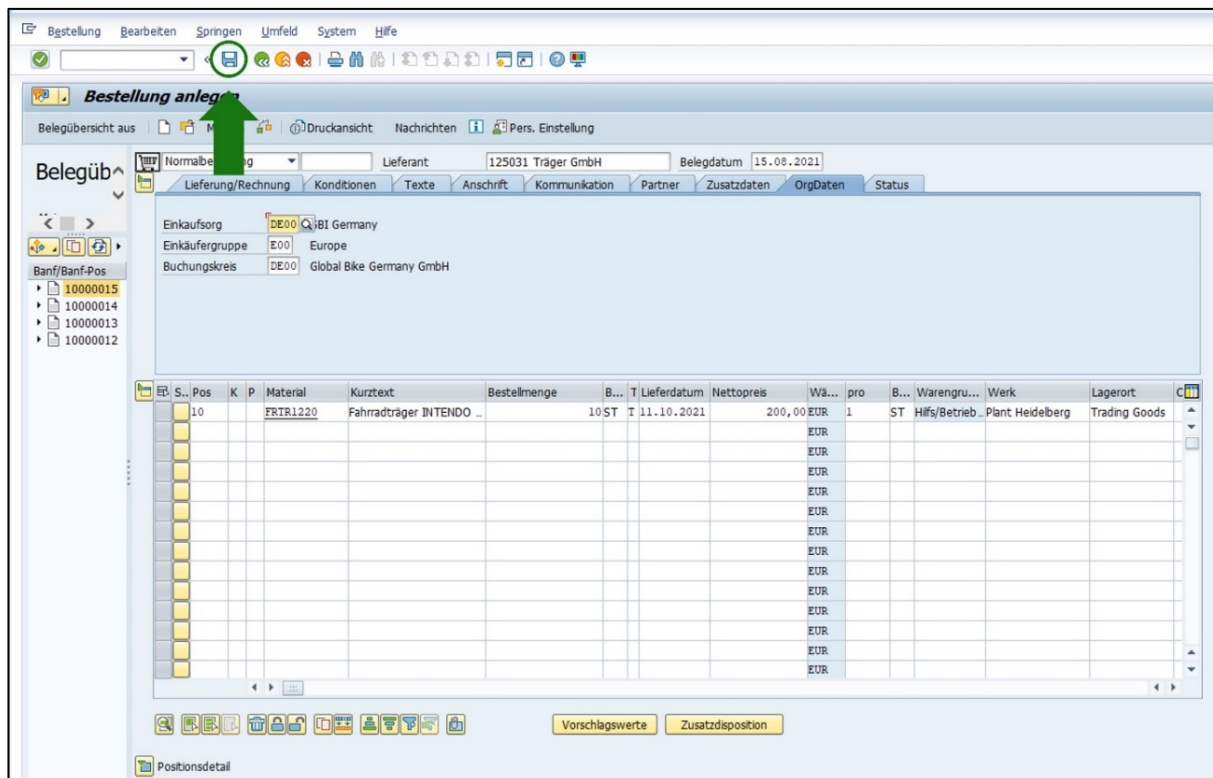 Bestellung Bearbeiten Springen Umfeld System Hilfe
Bestellung anlegen
Belegübersicht aus Druckansicht Nachrichten Pers. Einstellung
Belegüb
Lieferant 125031 Träger GmbH Belegdatum 15.08.2021
Lieferung/Rechnung Konditionen Texte Anschrift Kommunikation Partner Zusatzdaten OrgDaten Status
Einkaufsorg DE00 Germany
Einkäufergruppe E00 Europe
Buchungskreis DE00 Global Bike Germany GmbH
Banf/Banf-Pos
10000015
10000014
10000013
10000012
S.. Pos K P Material Kurztext Bestellmenge B... T Lieferdatum Nettopreis Wä... pro B... Warengru... Werk Lagerort
10 FRTR1220 Fahrradträger INTENDO .. 10 ST T 11.10.2021 200,00 EUR 1 ST Hilfs/Betrieb.. Plant Heidelberg Trading Goods
EUR
EUR
EUR
EUR
EUR
EUR
EUR
EUR
EUR
EUR
EUR
EUR
EUR
Vorschlagswerte Zusatzdisposition
Positionsdetail